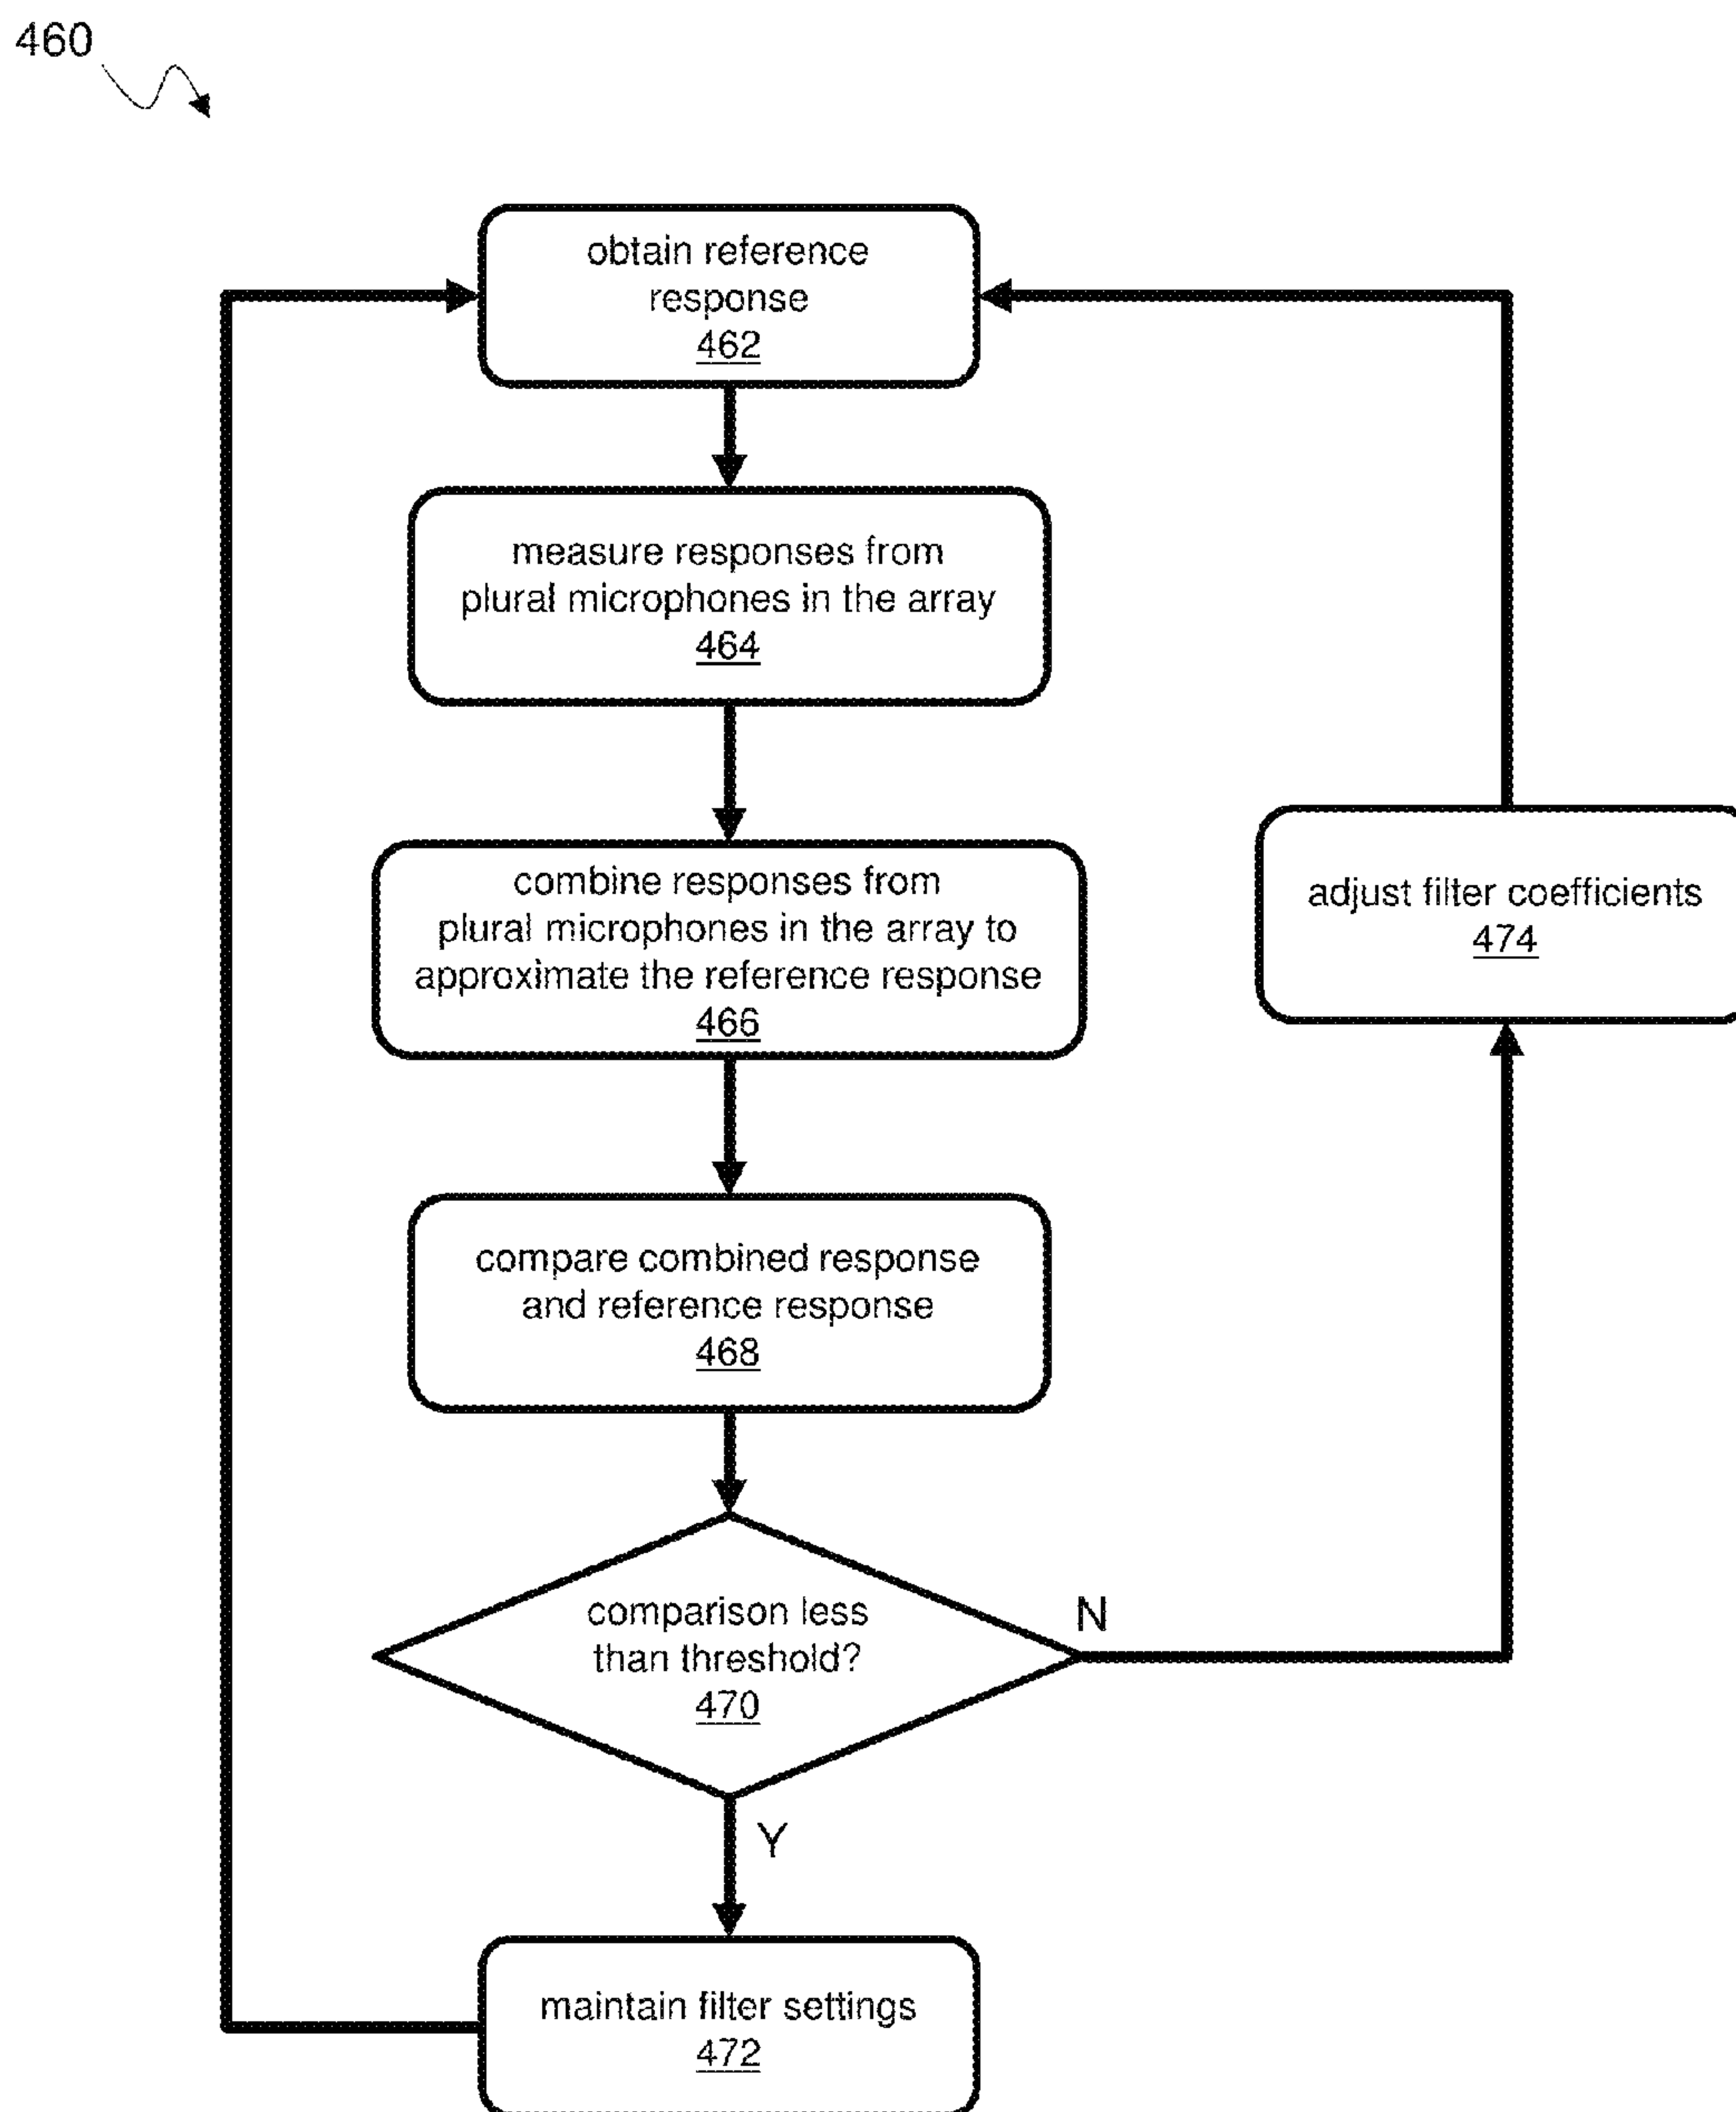 460
obtain reference
response
462
measure responses from
plural microphones in the array
464
combine responses from
plural microphones in the array to
approximate the reference response
466
adjust filter coefficients
474
compare combined response
and reference response
468
comparison less
than threshold?
470
N
Y
maintain filter settings
472